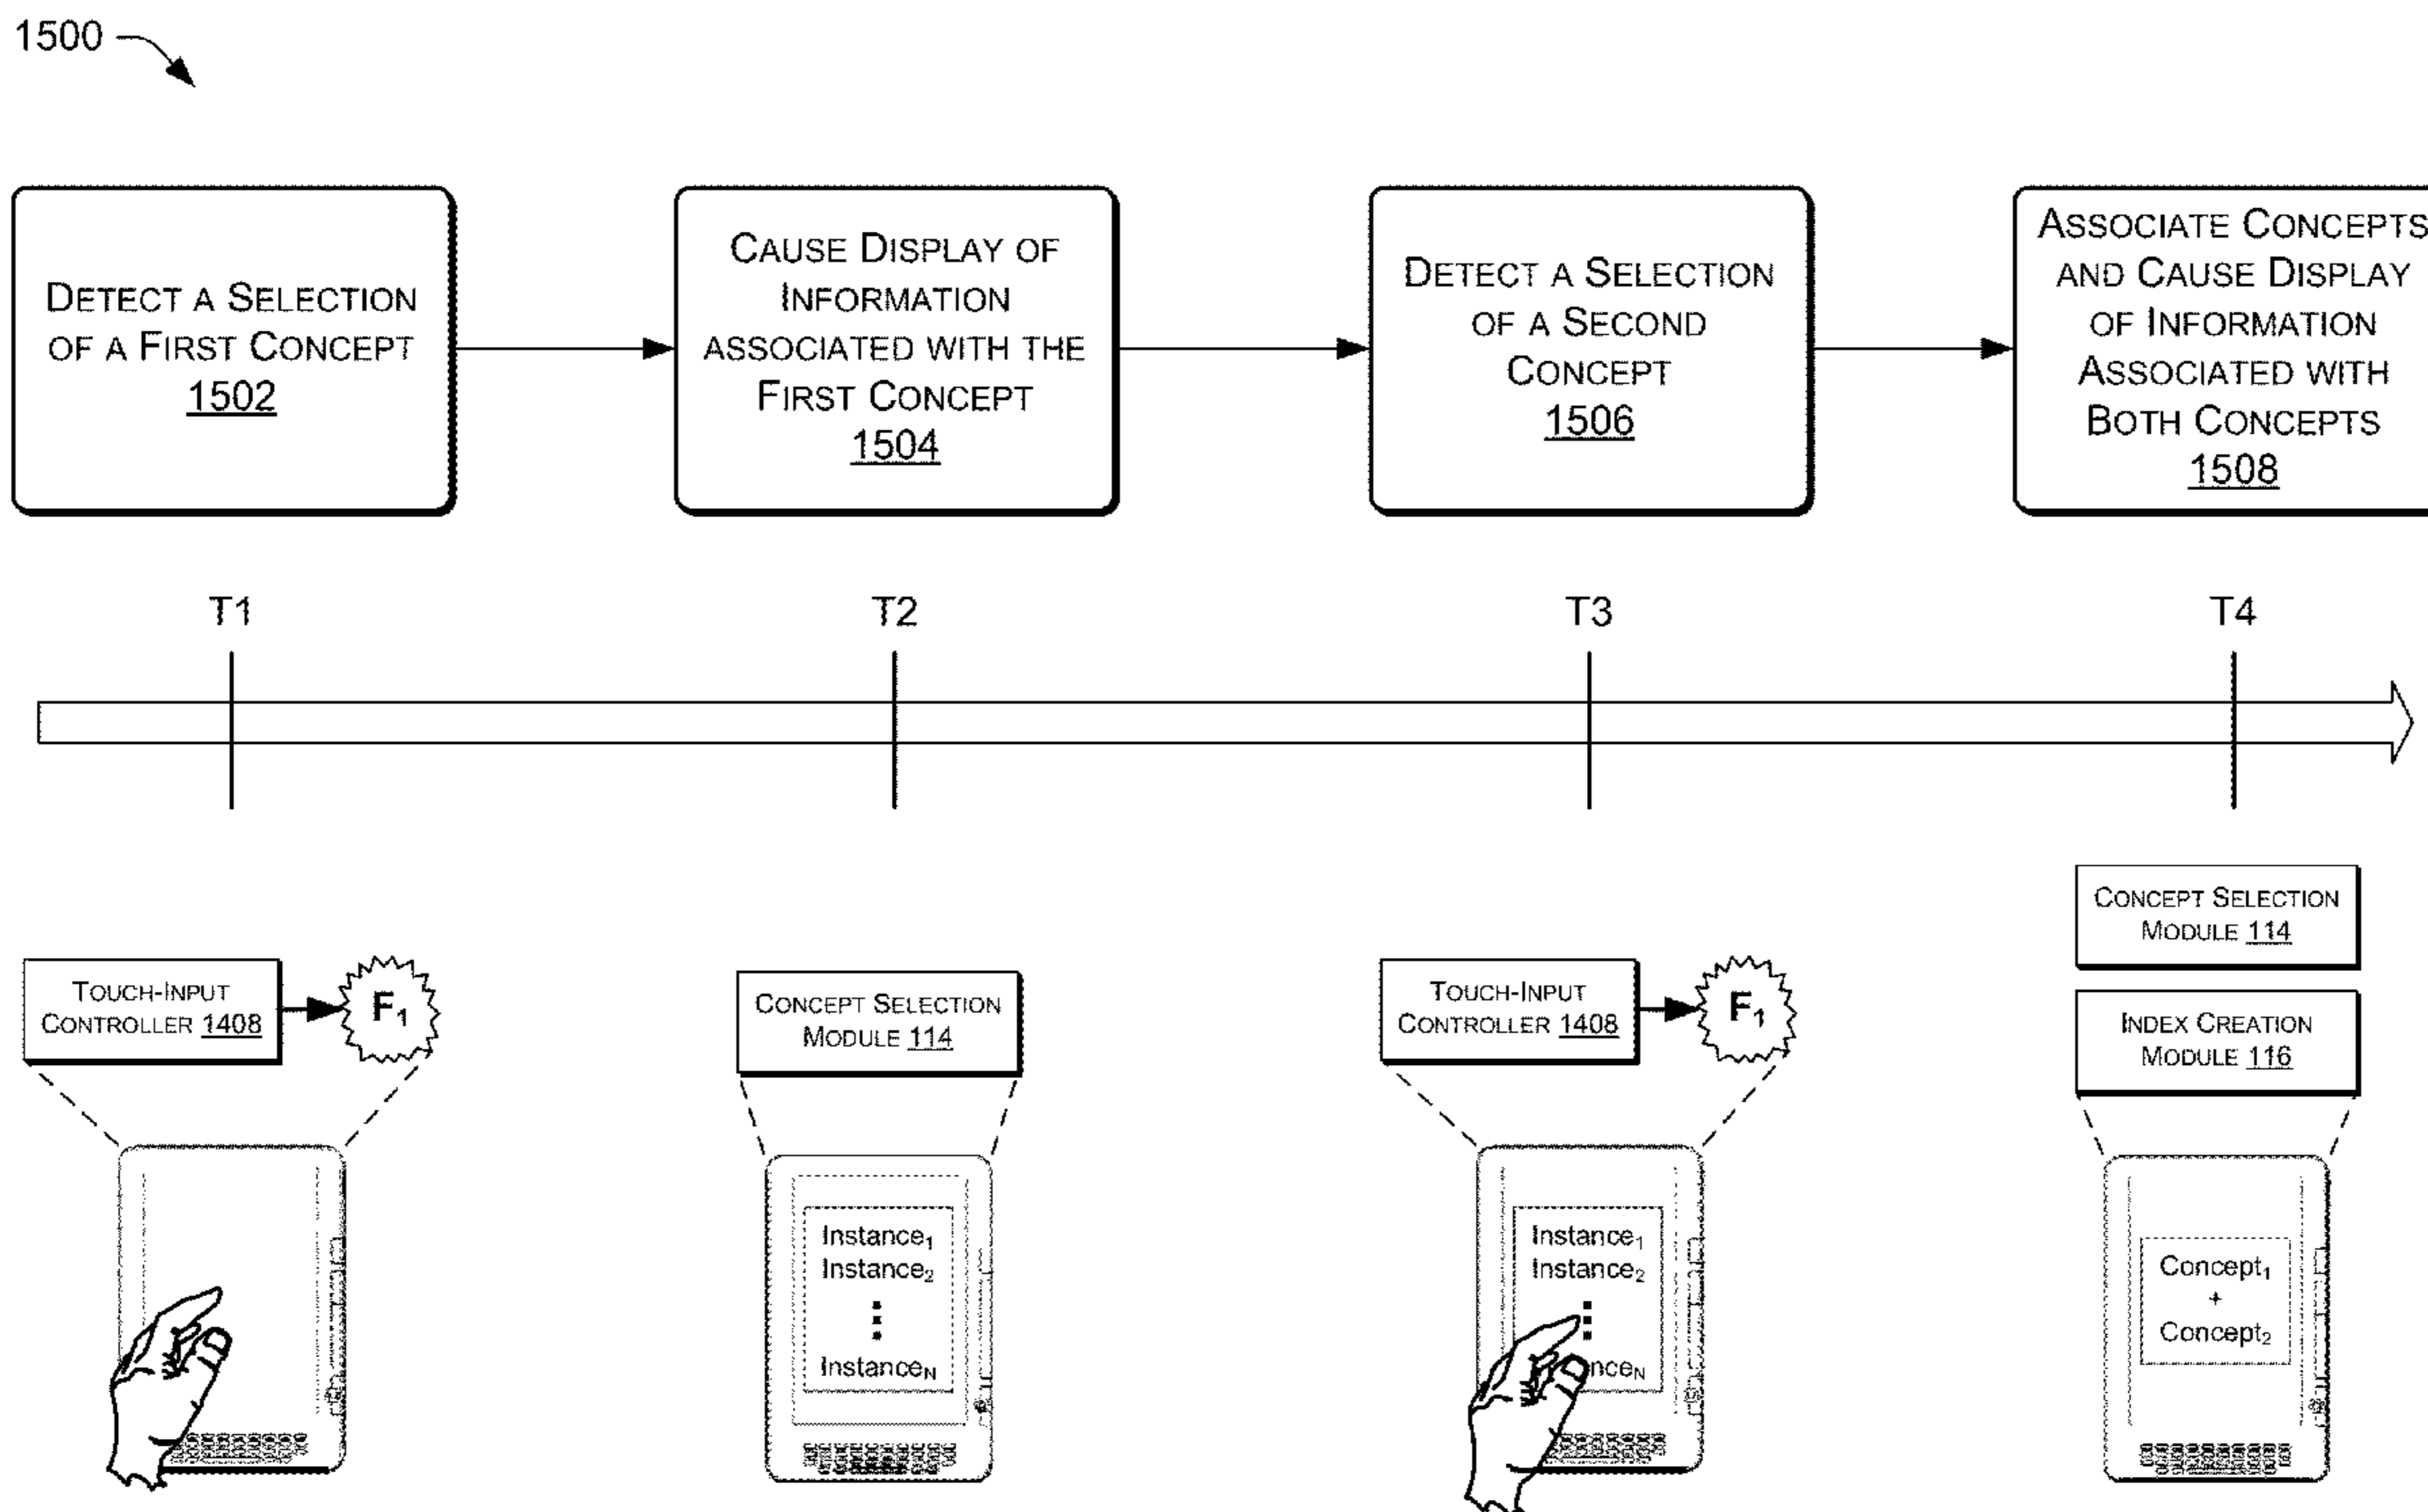 1500
DETECT A SELECTION
OF A FIRST CONCEPT
1502
CAUSE DISPLAY OF
INFORMATION
ASSOCIATED WITH THE
FIRST CONCEPT
1504
DETECT A SELECTION
OF A SECOND
CONCEPT
1506
ASSOCIATE CONCEPTS
AND CAUSE DISPLAY
OF INFORMATION
ASSOCIATED WITH
BOTH CONCEPTS
1508
T1
T2
T3
T4
TOUCH-INPUT
CONTROLLER 1408
F₁
CONCEPT SELECTION
MODULE 114
TOUCH-INPUT
CONTROLLER 1408
F₁
CONCEPT SELECTION
MODULE 114
INDEX CREATION
MODULE 116
Instance₁
Instance₂
Instance_N
Instance₁
Instance₂
nce_N
Concept₁
+
Concept₂